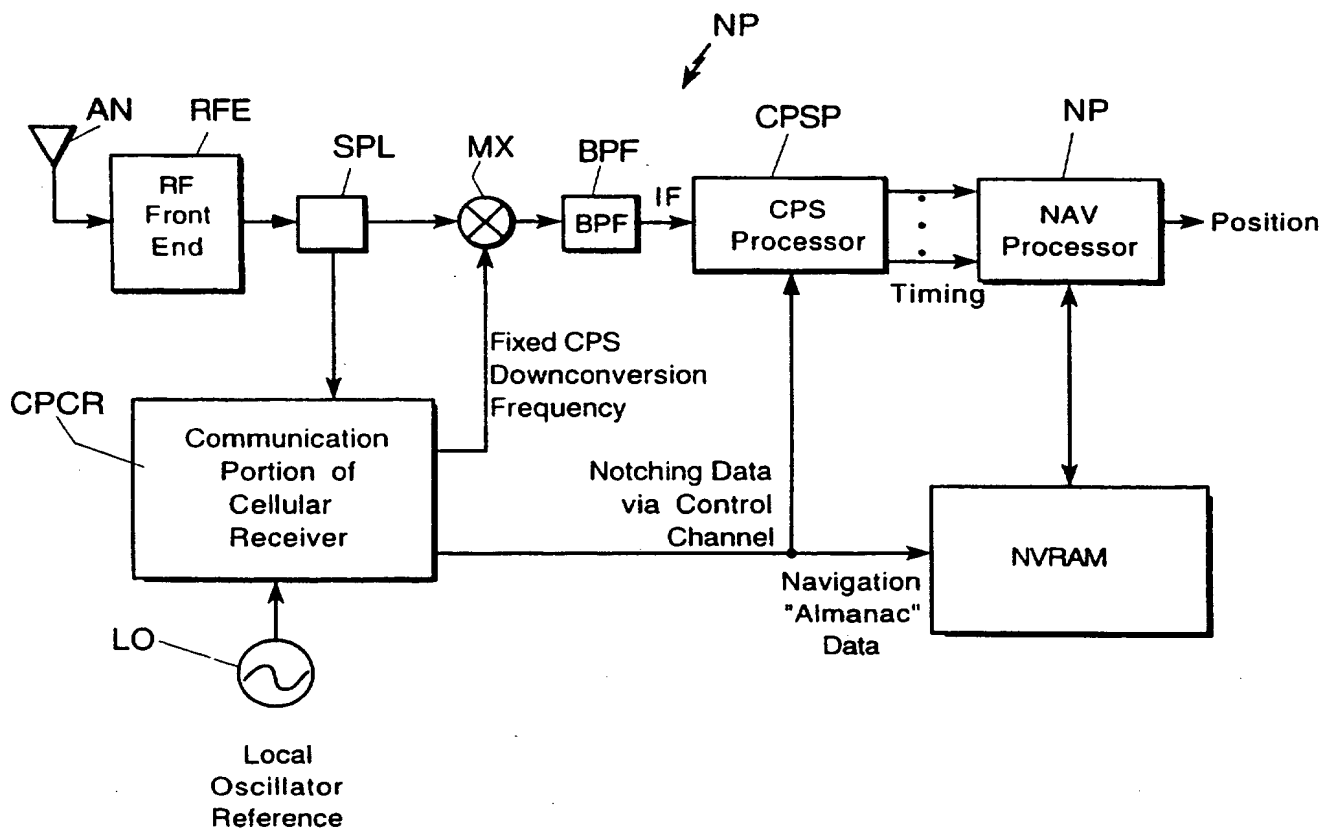 NP
AN
RFE
SPL
MX
BPF
CPSP
NP
RF
Front
End
BPF
IF
CPS
Processor
NAV
Processor
Position
Timing
Fixed CPS
Downconversion
Frequency
CPCR
Communication
Portion of
Cellular
Receiver
Notching Data
via Control
Channel
NVRAM
Navigation
"Almanac"
Data
LO
Local
Oscillator
Reference